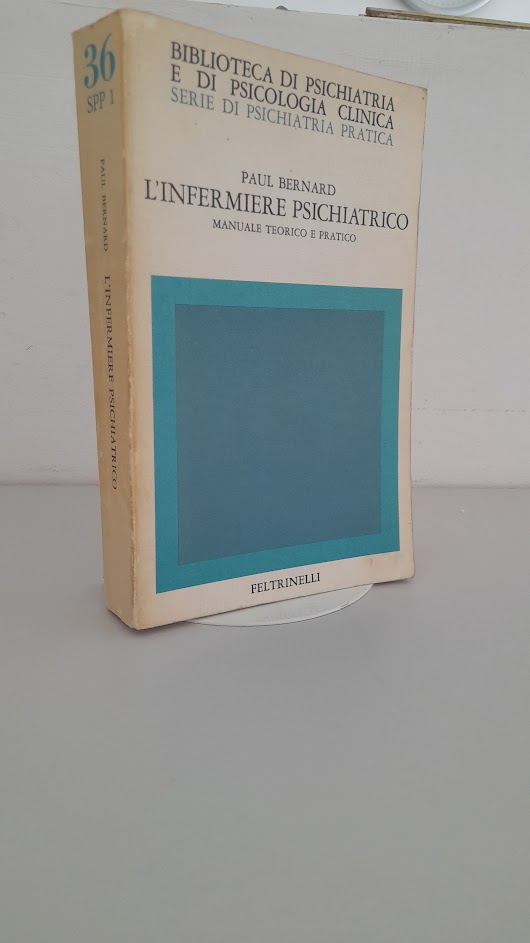 36
SPP 1
PAUL BERNARD L'INFERMIERE PSICHIATRICO
BIBLIOTECA DI PSICHIATRIA
E DI PSICOLOGIA CLINICA
SERIE DI PSICHIATRIA PRATICA
PAUL BERNARD
L'INFERMIERE PSICHIATRICO
MANUALE TEORICO E PRATICO
FELTRINELLI